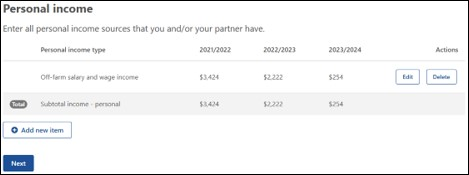 Personal income
Enter all personal income sources that you and/or your partner have.
Personal income type 2021/2022 2022/2023 2023/2024 Actions
Off-farm salary and wage income $3,424 $2,222 $254 Edit Delete
Total Subtotal income - personal $3,424 $2,222 $254
Add new item
Next